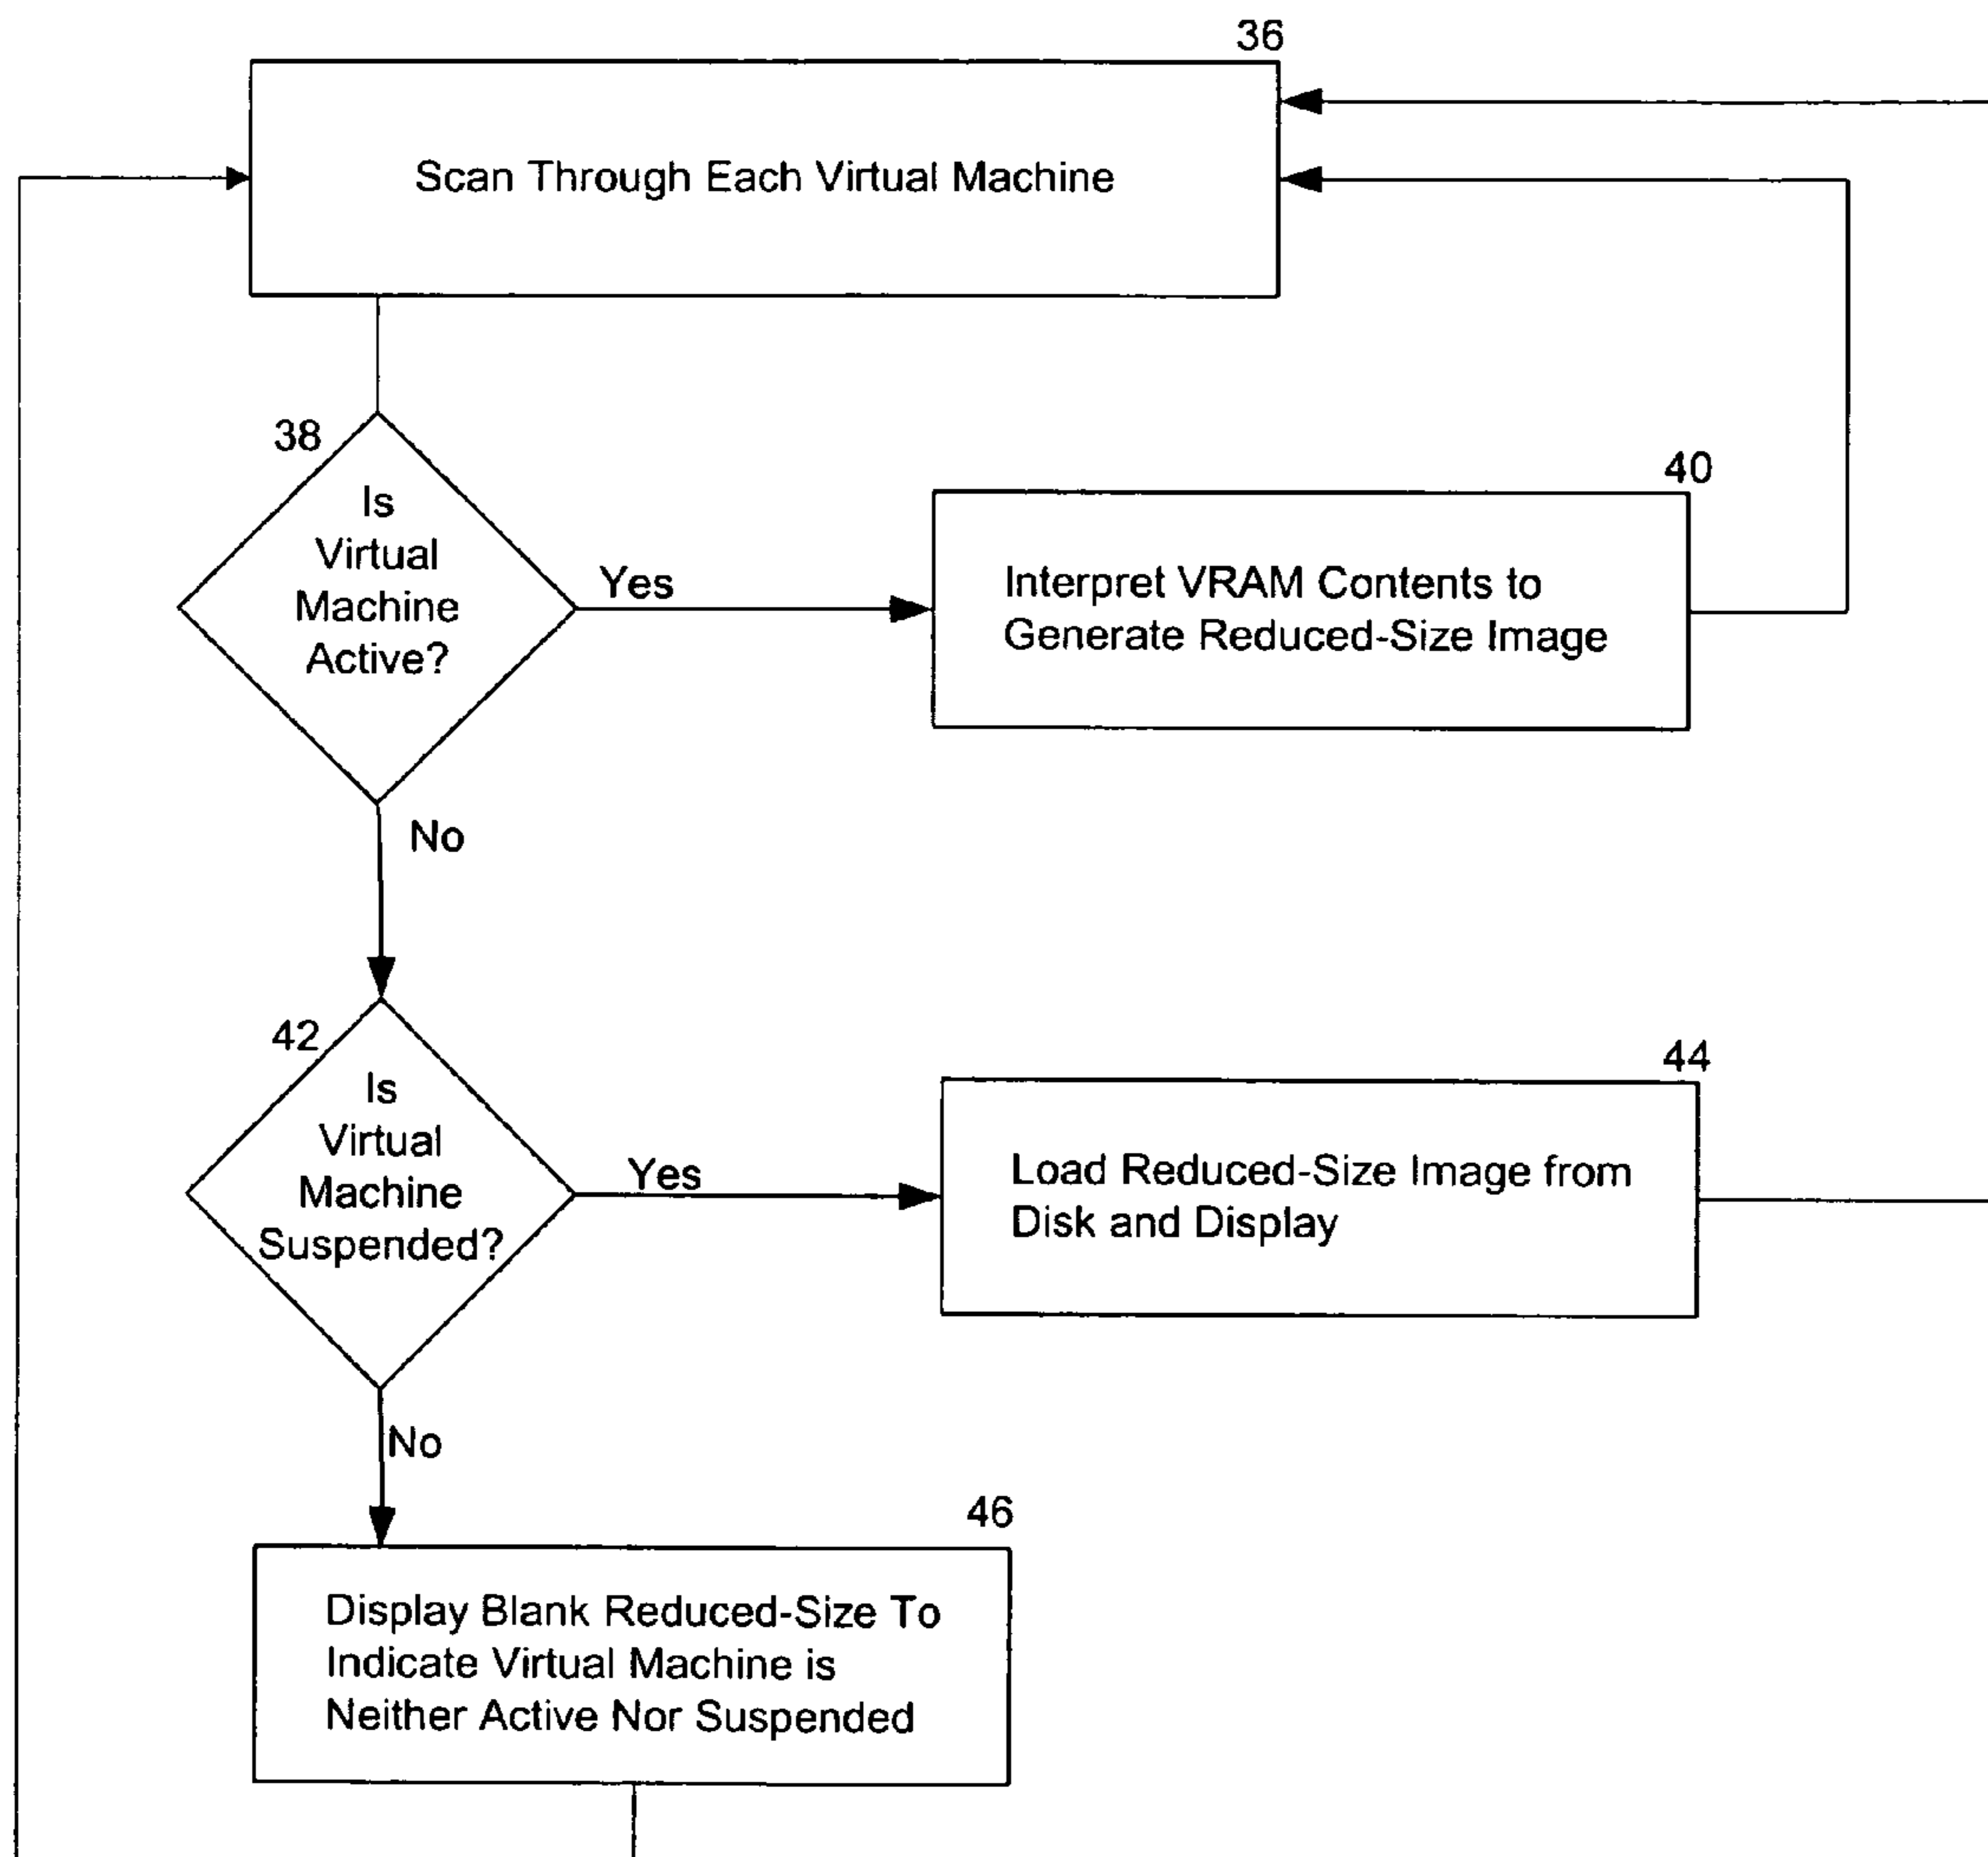 36
Scan Through Each Virtual Machine
38
Is
Virtual
Machine
Active?
Yes
40
Interpret VRAM Contents to
Generate Reduced-Size Image
No
42
Is
Virtual
Machine
Suspended?
Yes
44
Load Reduced-Size Image from
Disk and Display
No
46
Display Blank Reduced-Size To
Indicate Virtual Machine is
Neither Active Nor Suspended